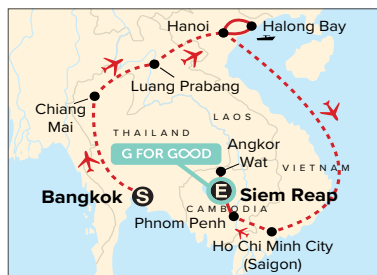 Hanoi
Halong Bay
Luang Prabang
Chiang
Mai
LAOS
THAILAND
Angkor
Wat
G FOR GOOD
VIETNAM
Bangkok S
E Siem Reap
CAMBODIA
Phnom Penh
Ho Chi Minh City
(Saigon)